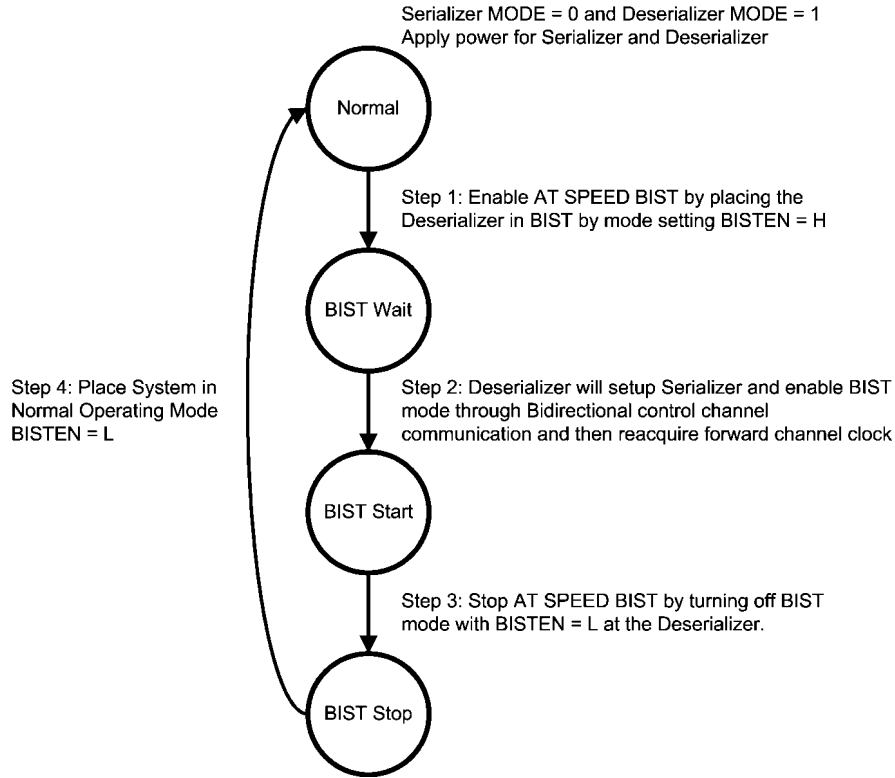 Serializer MODE = 0 and Deserializer MODE = 1
Apply power for Serializer and Deserializer
Normal
Step 1: Enable AT SPEED BIST by placing the
Deserializer in BIST by mode setting BISTEN = H
BIST Wait
Step 4: Place System in
Normal Operating Mode
BISTEN = L
Step 2: Deserializer will setup Serializer and enable BIST
mode through Bidirectional control channel
communication and then reacquire forward channel clock
BIST Start
Step 3: Stop AT SPEED BIST by turning off BIST
mode with BISTEN = L at the Deserializer.
BIST Stop